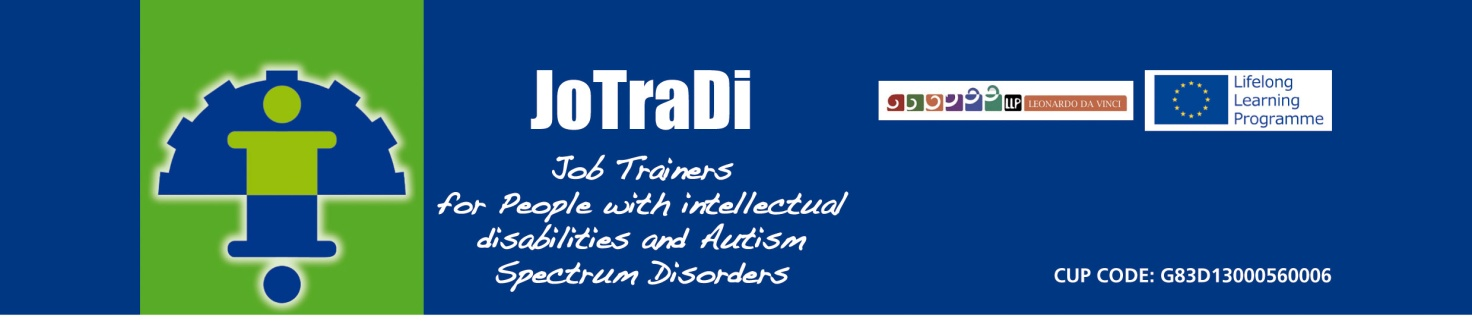 JoTraDi
Job Trainers
for People with intellectual
disabilities and Autism
Spectrum Disorders
LLP LEONARDO DA VINCI
Lifelong
Learning
Programme
CUP CODE: G83D13000560006